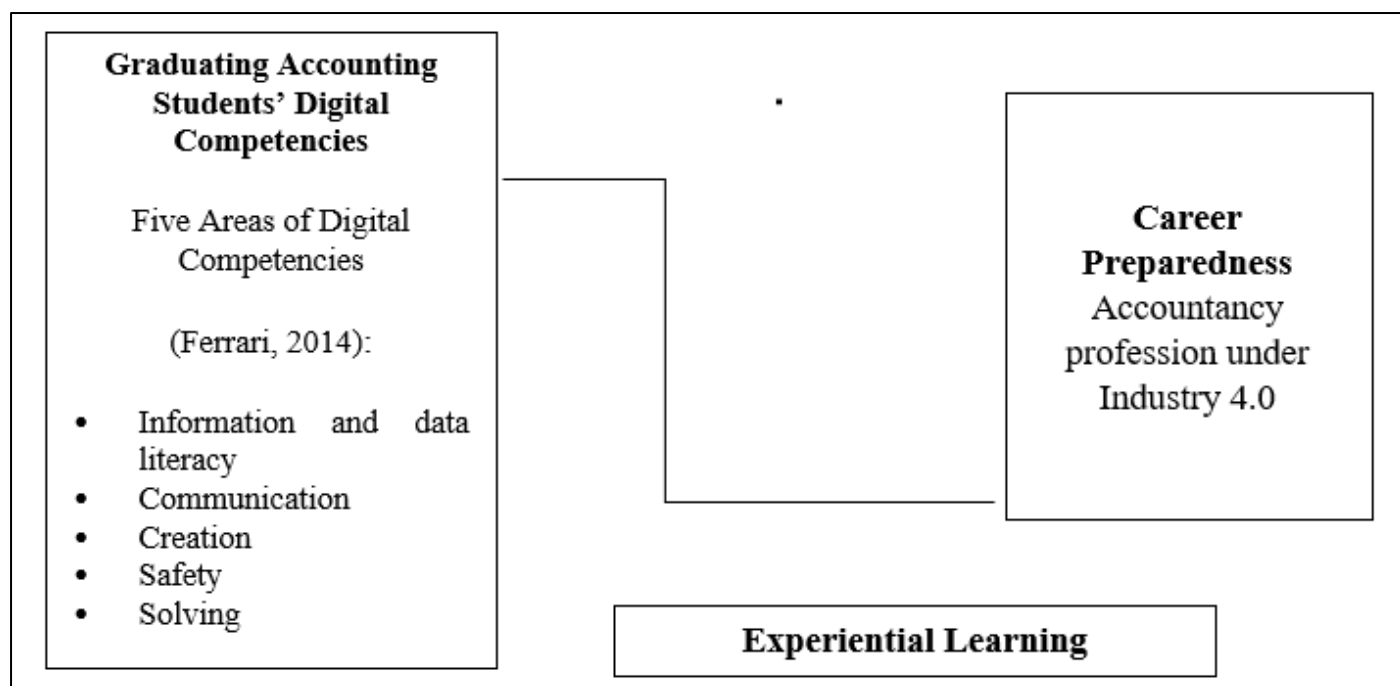 Graduating Accounting
Students’ Digital
Competencies
Five Areas of Digital
Competencies
(Ferrari, 2014):
• Information and data
literacy
• Communication
• Creation
• Safety
• Solving
Career
Preparedness
Accountancy
profession under
Industry 4.0
Experiential Learning